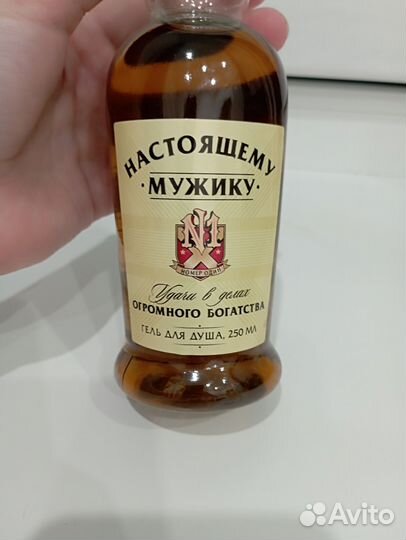 НАСТОЯЩЕМУ
· МУЖИКУ ·
№1
НОМЕР ОДИН
Удачи в делах
ОГРОМНОГО БОГАТСТВА
ГЕЛЬ ДЛЯ ДУША, 250 МЛ
Avito